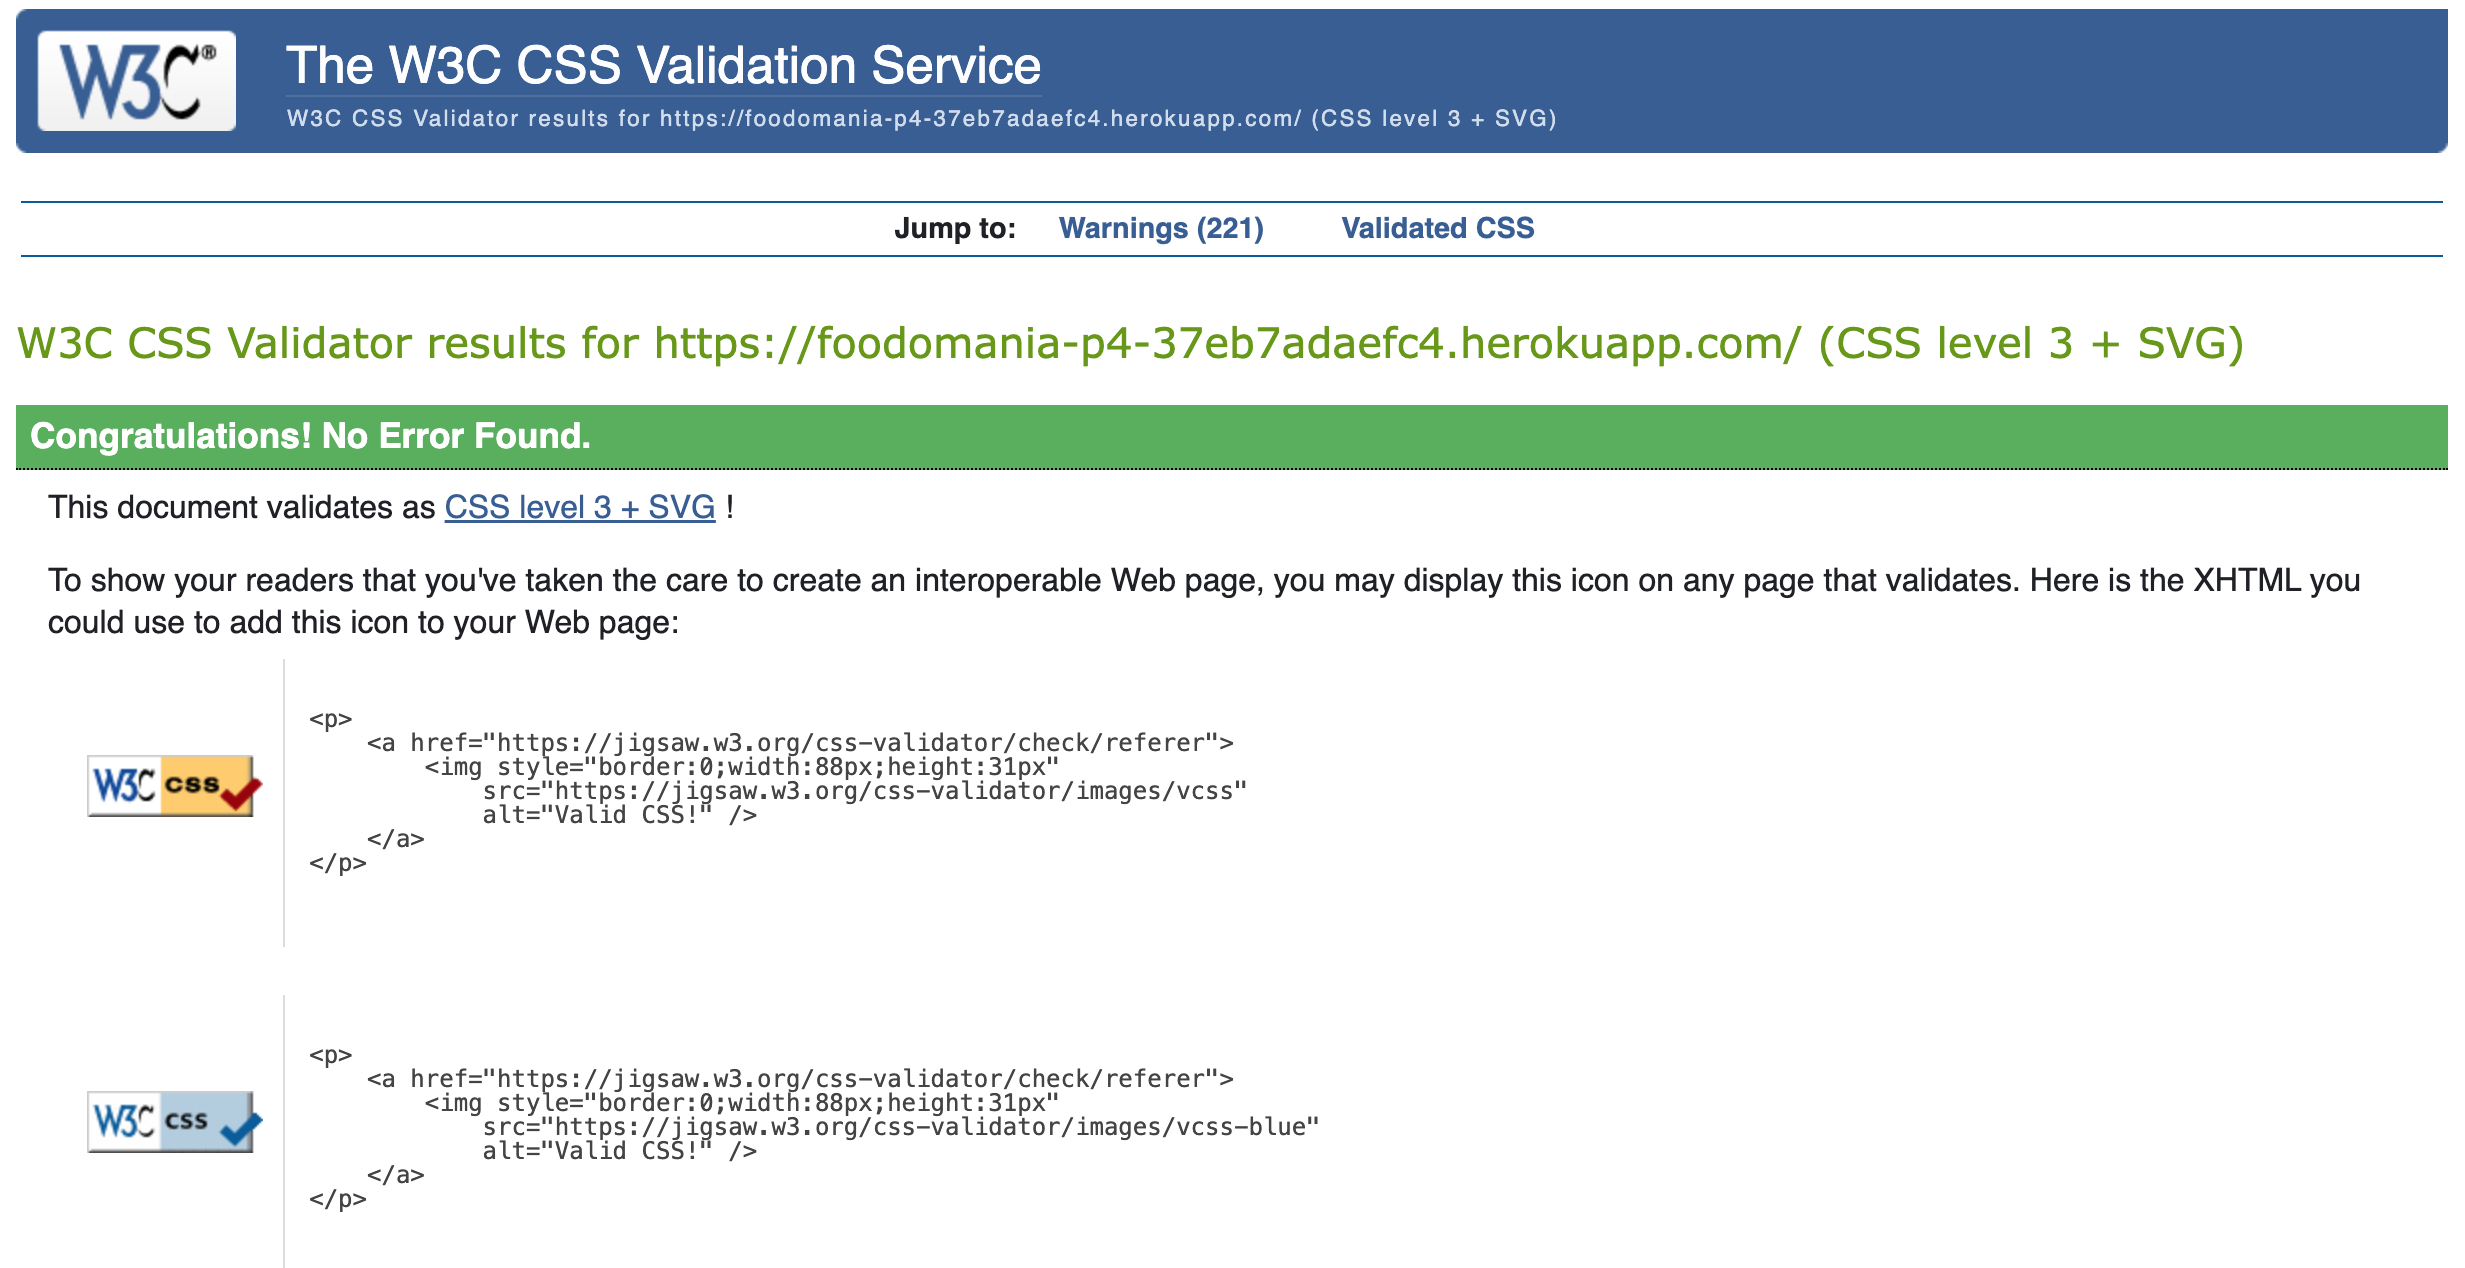 W3C®
The W3C CSS Validation Service
W3C CSS Validator results for https://foodomania-p4-37eb7adaefc4.herokuapp.com/ (CSS level 3 + SVG)
Jump to: Warnings (221) Validated CSS
W3C CSS Validator results for https://foodomania-p4-37eb7adaefc4.herokuapp.com/ (CSS level 3 + SVG)
Congratulations! No Error Found.
This document validates as CSS level 3 + SVG !
To show your readers that you've taken the care to create an interoperable Web page, you may display this icon on any page that validates. Here is the XHTML you
could use to add this icon to your Web page:
W3C css
<p>
<a href="https://jigsaw.w3.org/css-validator/check/referer">
<img style="border:0;width:88px;height:31px"
src="https://jigsaw.w3.org/css-validator/images/vcss"
alt="Valid CSS!" />
</a>
</p>
W3C css
<p>
<a href="https://jigsaw.w3.org/css-validator/check/referer">
<img style="border:0;width:88px;height:31px"
src="https://jigsaw.w3.org/css-validator/images/vcss-blue"
alt="Valid CSS!" />
</a>
</p>